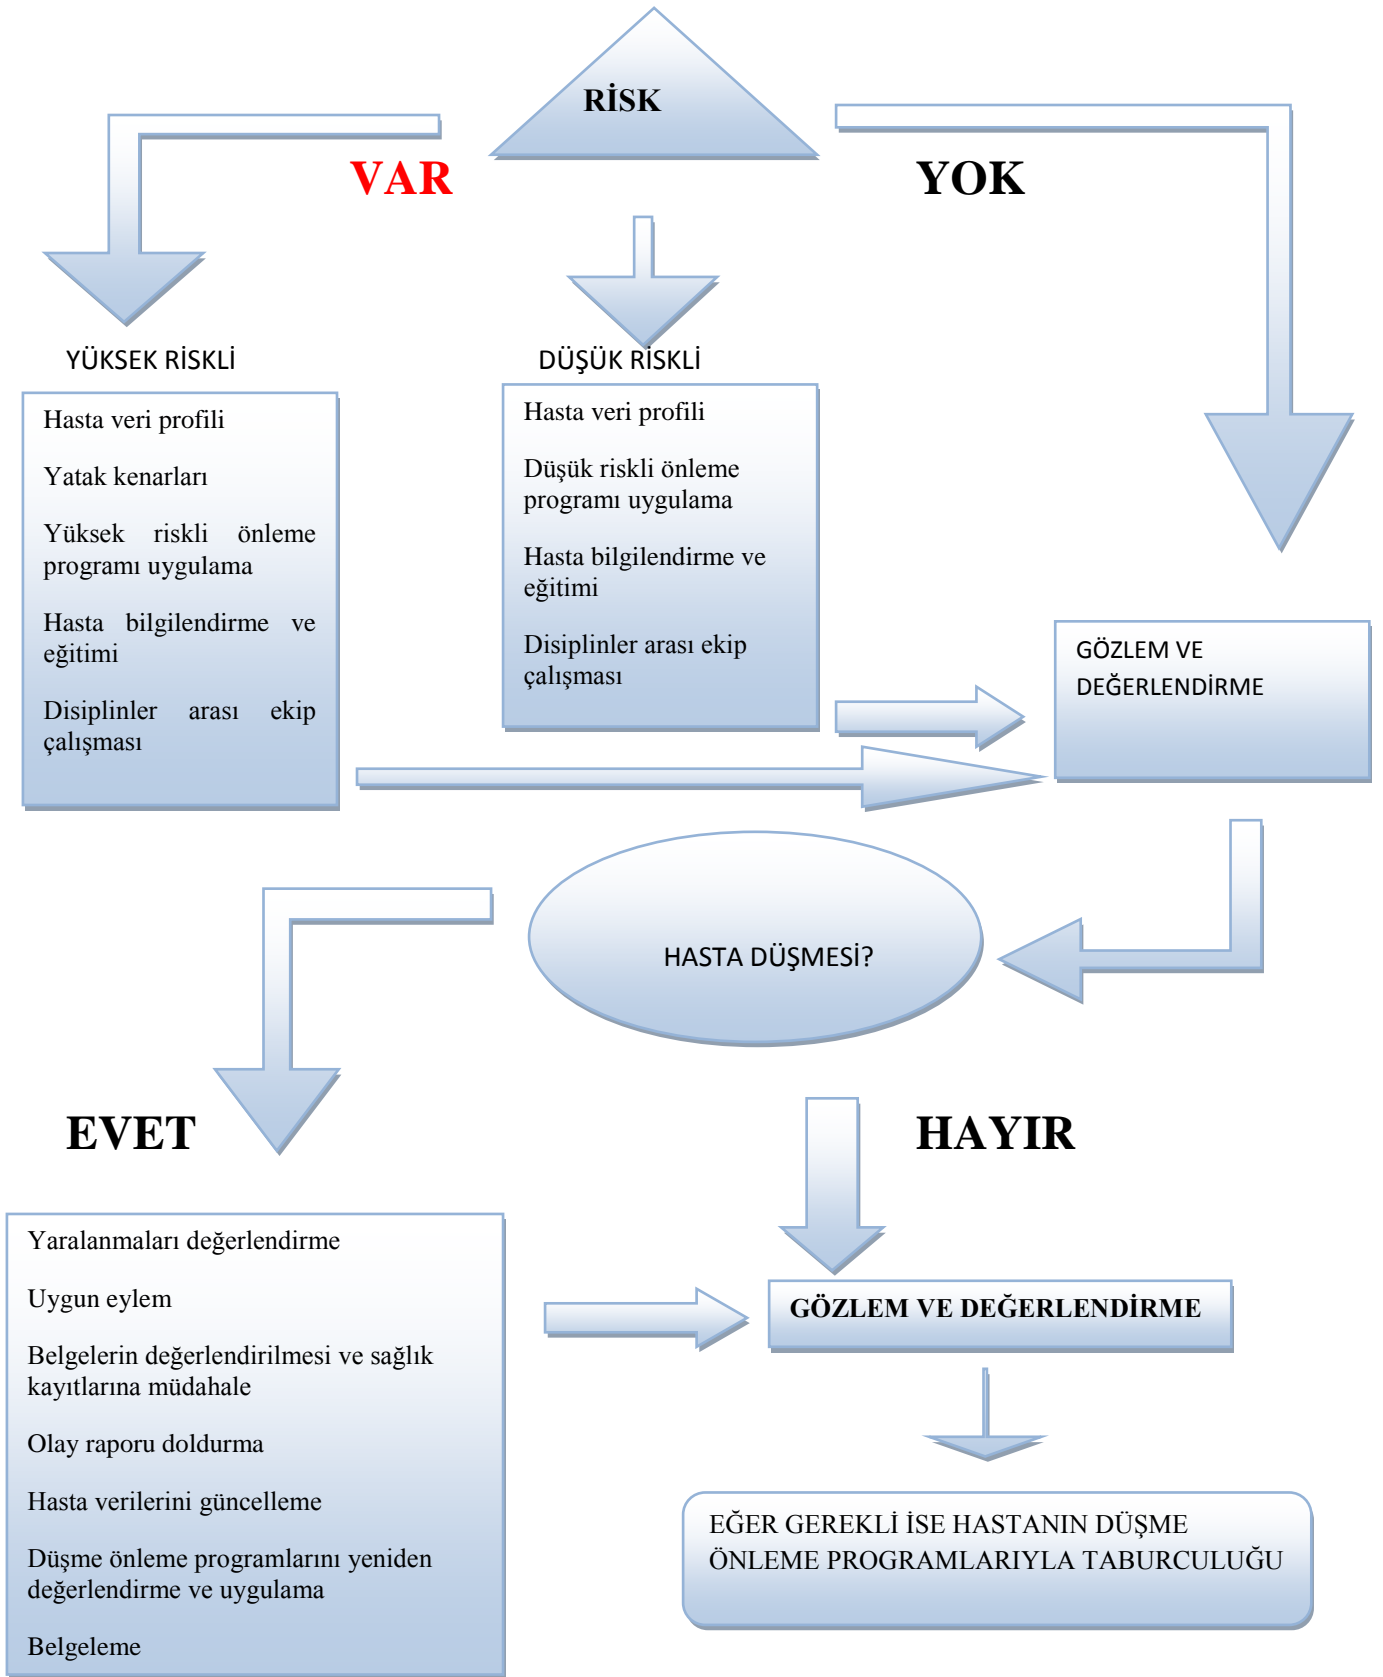 RİSK
VAR
YOK
YÜKSEK RİSKLİ
Hasta veri profili
Yatak kenarları
Yüksek riskli önleme
programı uygulama
Hasta bilgilendirme ve
eğitimi
Disiplinler arası ekip
çalışması
DÜŞÜK RİSKLİ
Hasta veri profili
Düşük riskli önleme
programı uygulama
Hasta bilgilendirme ve
eğitimi
Disiplinler arası ekip
çalışması
GÖZLEM VE
DEĞERLENDİRME
HASTA DÜŞMESİ?
EVET
HAYIR
Yaralanmaları değerlendirme
Uygun eylem
Belgelerin değerlendirilmesi ve sağlık
kayıtlarına müdahale
Olay raporu doldurma
Hasta verilerini güncelleme
Düşme önleme programlarını yeniden
değerlendirme ve uygulama
Belgeleme
GÖZLEM VE DEĞERLENDİRME
EĞER GEREKLİ İSE HASTANIN DÜŞME
ÖNLEME PROGRAMLARIYLA TABURCULUĞU